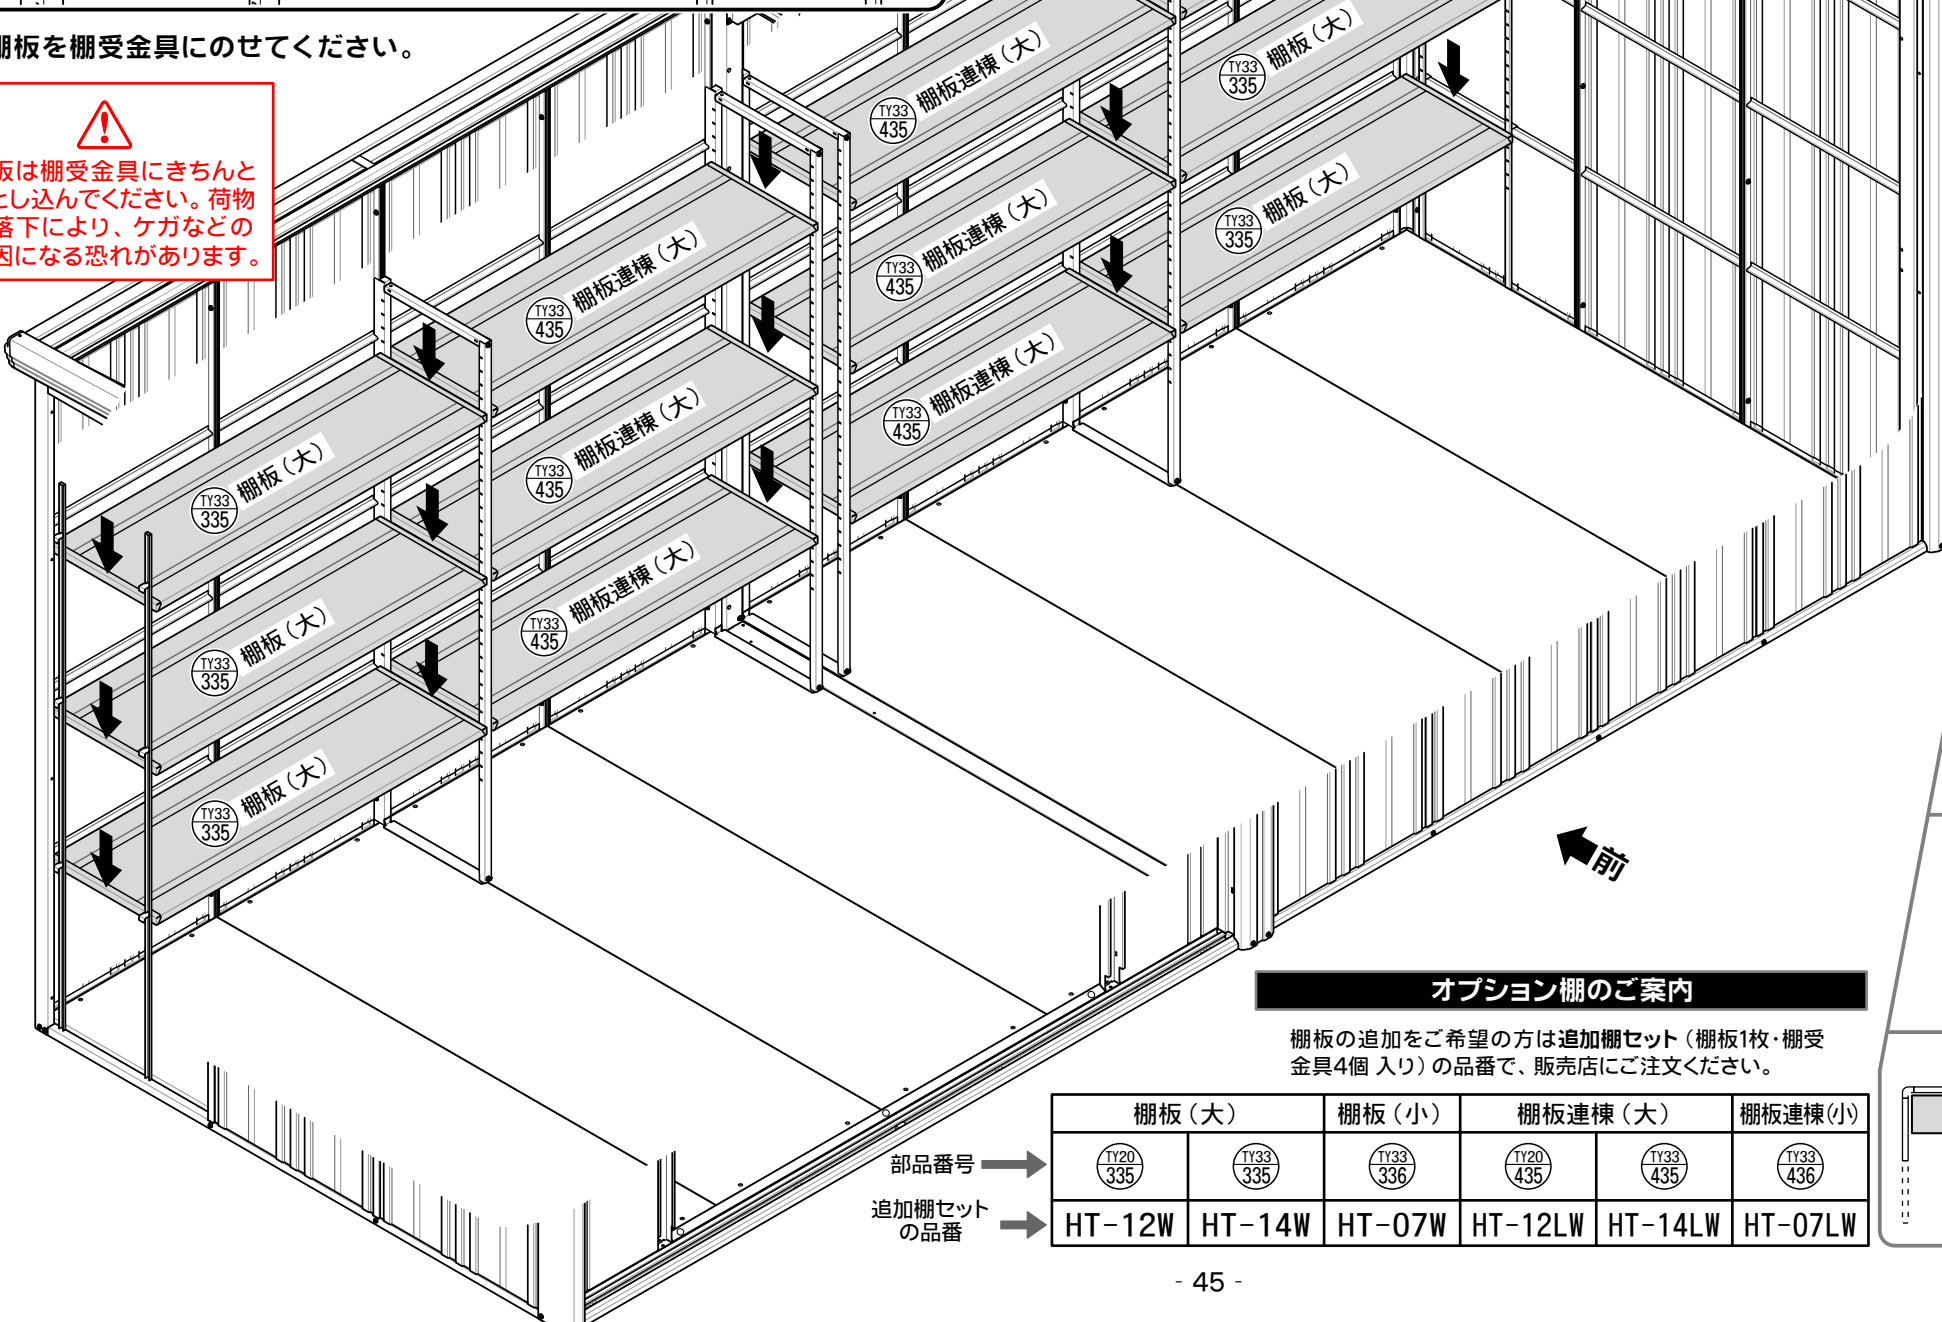 棚板を棚受金具にのせてください。
板は棚受金具にきちんと
とし込んでください。荷物
落下により、ケガなどの
因になる恐れがあります。
TY33 435 棚板連棟（大）
TY33 335 棚板（大）
TY33 435 棚板連棟（大）
TY33 335 棚板（大）
TY33 435 棚板連棟（大）
TY33 435 棚板連棟（大）
TY33 435 棚板連棟（大）
TY33 435 棚板連棟（大）
TY33 335 棚板（大）
TY33 335 棚板（大）
TY33 335 棚板（大）
前
オプション棚のご案内
棚板の追加をご希望の方は追加棚セット（棚板1枚・棚受
金具4個 入り）の品番で、販売店にご注文ください。
棚板（大） 棚板（小） 棚板連棟（大） 棚板連棟(小)
部品番号 TY20 335 TY33 335 TY33 336 TY20 435 TY33 435 TY33 436
追加棚セット
の品番 HT-12W HT-14W HT-07W HT-12LW HT-14LW HT-07LW
- 45 -